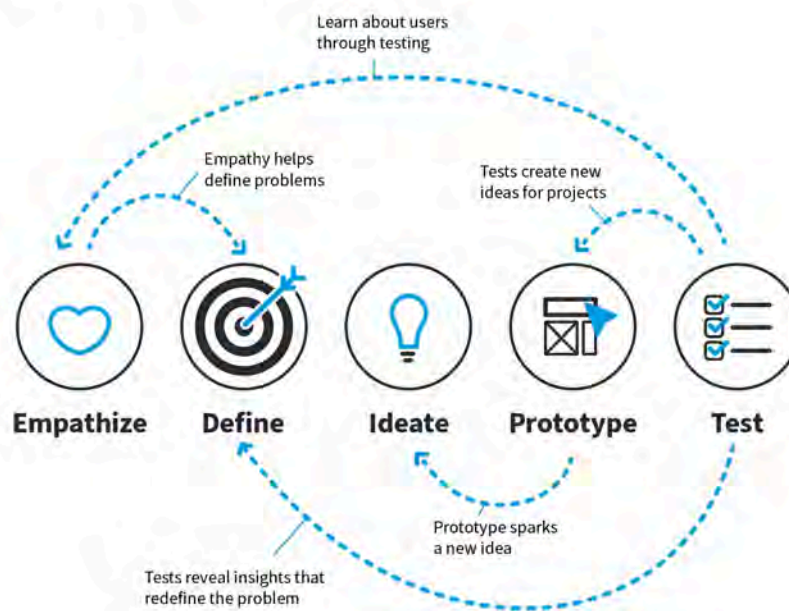 Learn about users
through testing
Empathy helps
define problems
Tests create new
ideas for projects
Empathize
Define
Ideate
Prototype
Test
Prototype sparks
a new idea
Tests reveal insights that
redefine the problem